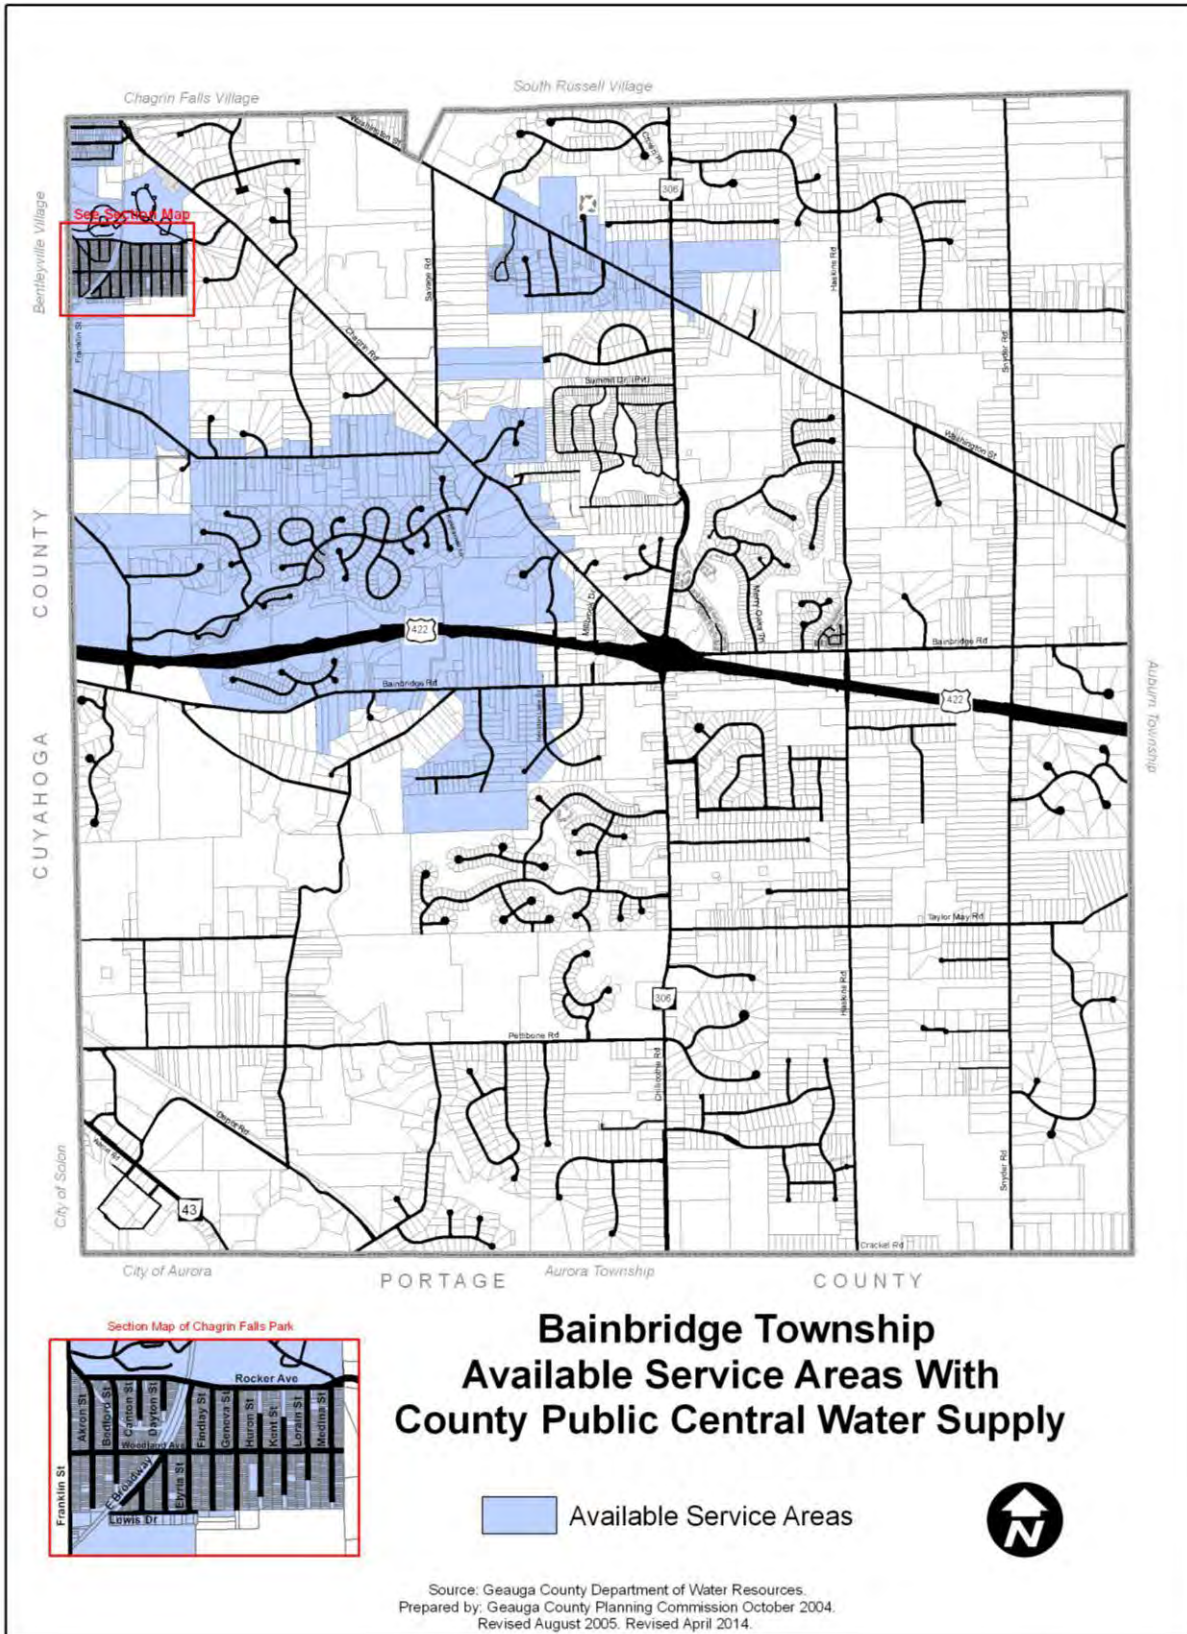 South Russell Village
Chagrin Falls Village
Washington St
306
Bentleyville Village
See Section Map
Savage Rd
Haskins Rd
Franklin St
Chagrin Rd
Snyder Rd
Summit Dr. (Pvt)
Washington St
COUNTY
422
Bainbridge Rd
Bainbridge Rd
422
Auburn Township
CUYAHOGA
Taylor May Rd
Haskins Rd
306
Pettibone Rd
Chillicothe Rd
Depot Rd
Snyder Rd
City of Solon
43
Crackel Rd
City of Aurora
PORTAGE
Aurora Township
COUNTY
Section Map of Chagrin Falls Park
Rocker Ave
Akron St
Bedford St
Canton St
Dayton St
Findlay St
Geneva St
Huron St
Kent St
Lorain St
Medina St
Woodland Ave
Franklin St
E Broadway
Elyria St
Lewis Dr
Bainbridge Township
Available Service Areas With
County Public Central Water Supply
Available Service Areas
N
Source: Geauga County Department of Water Resources.
Prepared by: Geauga County Planning Commission October 2004.
Revised August 2005. Revised April 2014.